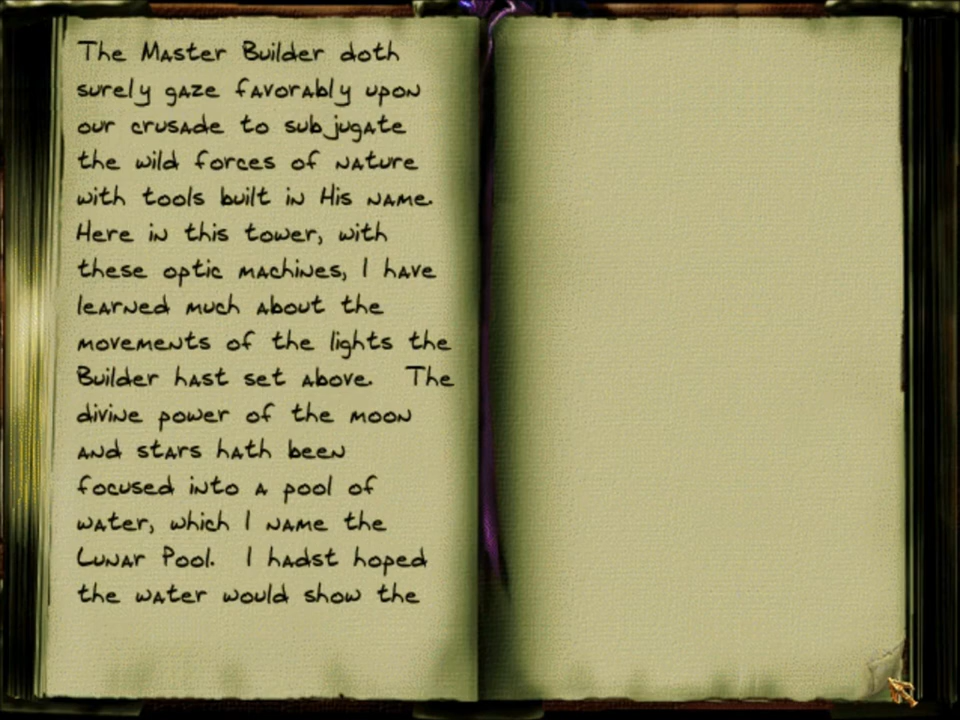 The Master Builder doth
surely gaze favorably upon
our crusade to subjugate
the wild forces of nature
with tools built in His name.
Here in this tower, with
these optic machines, I have
learned much about the
movements of the lights the
Builder hast set above. The
divine power of the moon
and stars hath been
focused into a pool of
water, which I name the
Lunar Pool. I hadst hoped
the water would show the